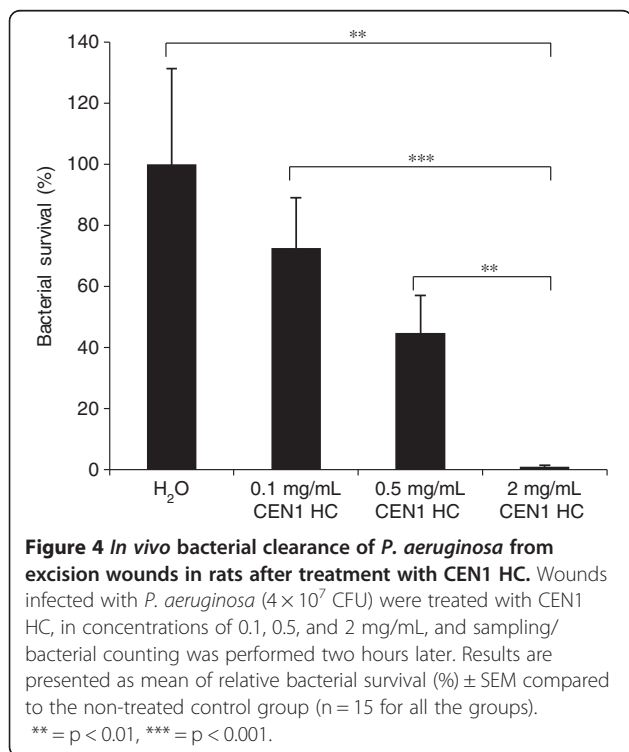 **
140
120
***
100
80
**
60
40
20
0
Bacterial survival (%)
H₂O
0.1 mg/mL CEN1 HC
0.5 mg/mL CEN1 HC
2 mg/mL CEN1 HC
Figure 4 In vivo bacterial clearance of P. aeruginosa from
excision wounds in rats after treatment with CEN1 HC. Wounds
infected with P. aeruginosa (4 × 10⁷ CFU) were treated with CEN1
HC, in concentrations of 0.1, 0.5, and 2 mg/mL, and sampling/
bacterial counting was performed two hours later. Results are
presented as mean of relative bacterial survival (%) ± SEM compared
to the non-treated control group (n = 15 for all the groups).
** = p < 0.01, *** = p < 0.001.